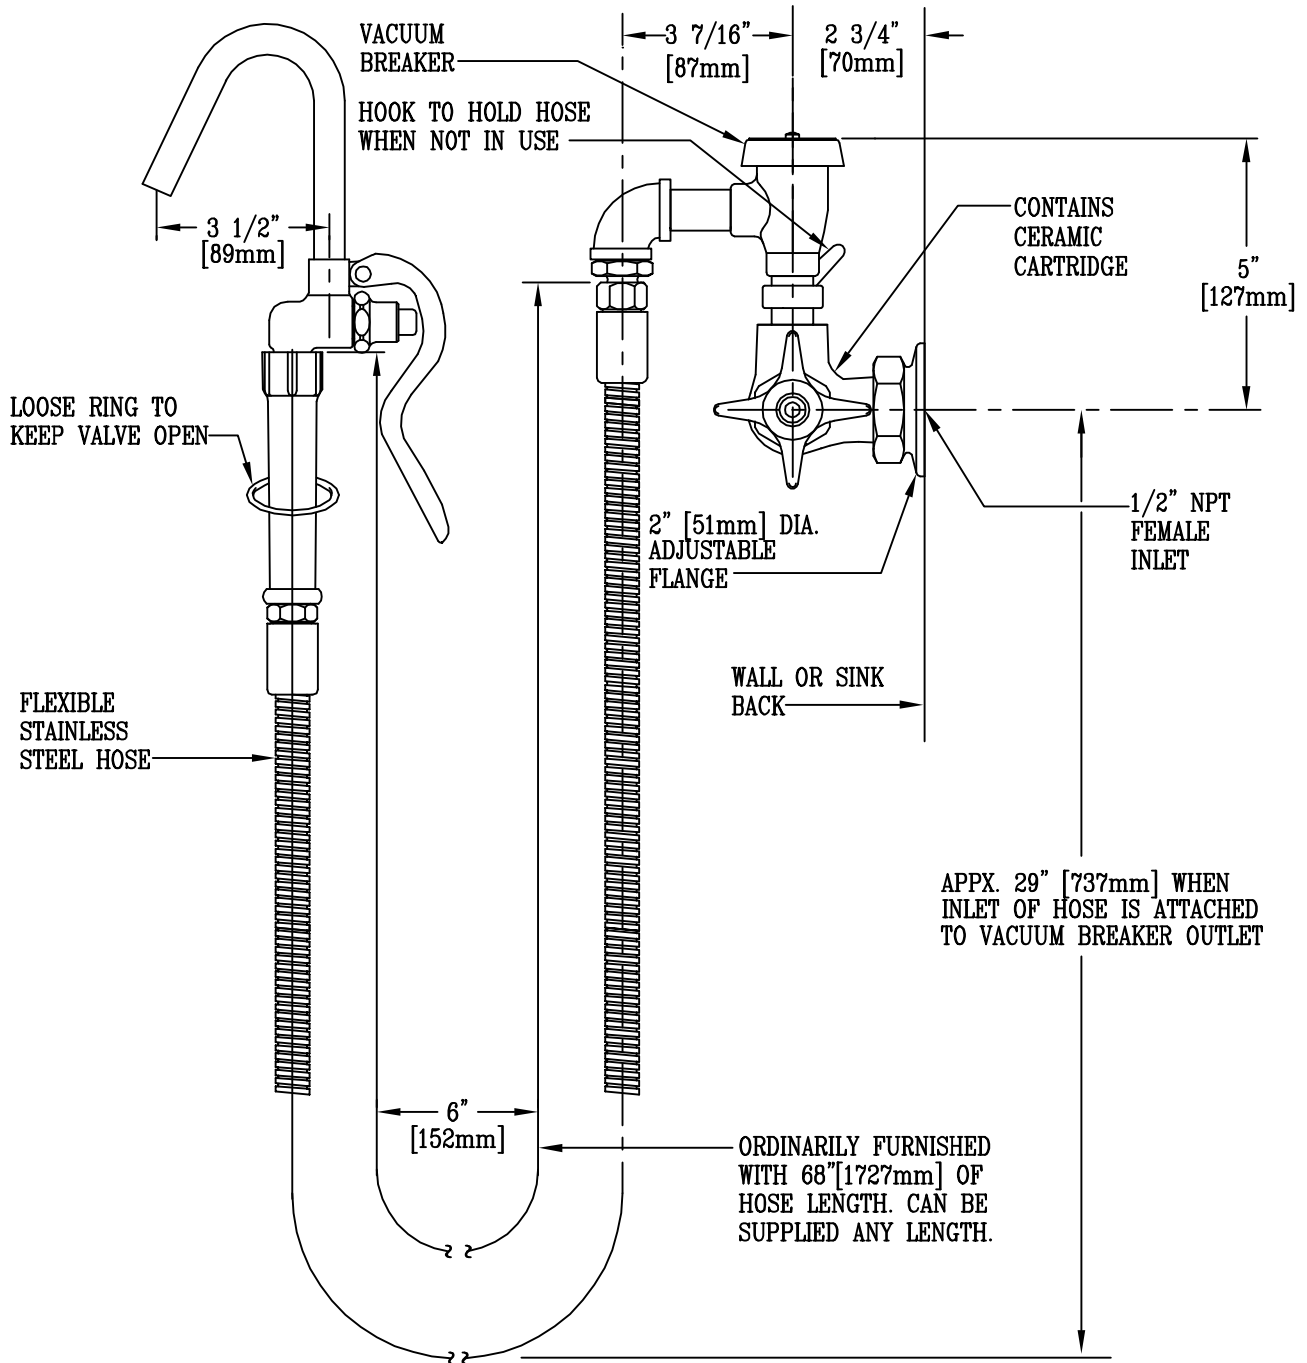 VACUUM
BREAKER
3 7/16"
[87mm]
2 3/4"
[70mm]
HOOK TO HOLD HOSE
WHEN NOT IN USE
3 1/2"
[89mm]
CONTAINS
CERAMIC
CARTRIDGE
5"
[127mm]
LOOSE RING TO
KEEP VALVE OPEN
2" [51mm] DIA.
ADJUSTABLE
FLANGE
1/2" NPT
FEMALE
INLET
FLEXIBLE
STAINLESS
STEEL HOSE
WALL OR SINK
BACK
APPX. 29" [737mm] WHEN
INLET OF HOSE IS ATTACHED
TO VACUUM BREAKER OUTLET
6"
[152mm]
ORDINARILY FURNISHED
WITH 68"[1727mm] OF
HOSE LENGTH. CAN BE
SUPPLIED ANY LENGTH.